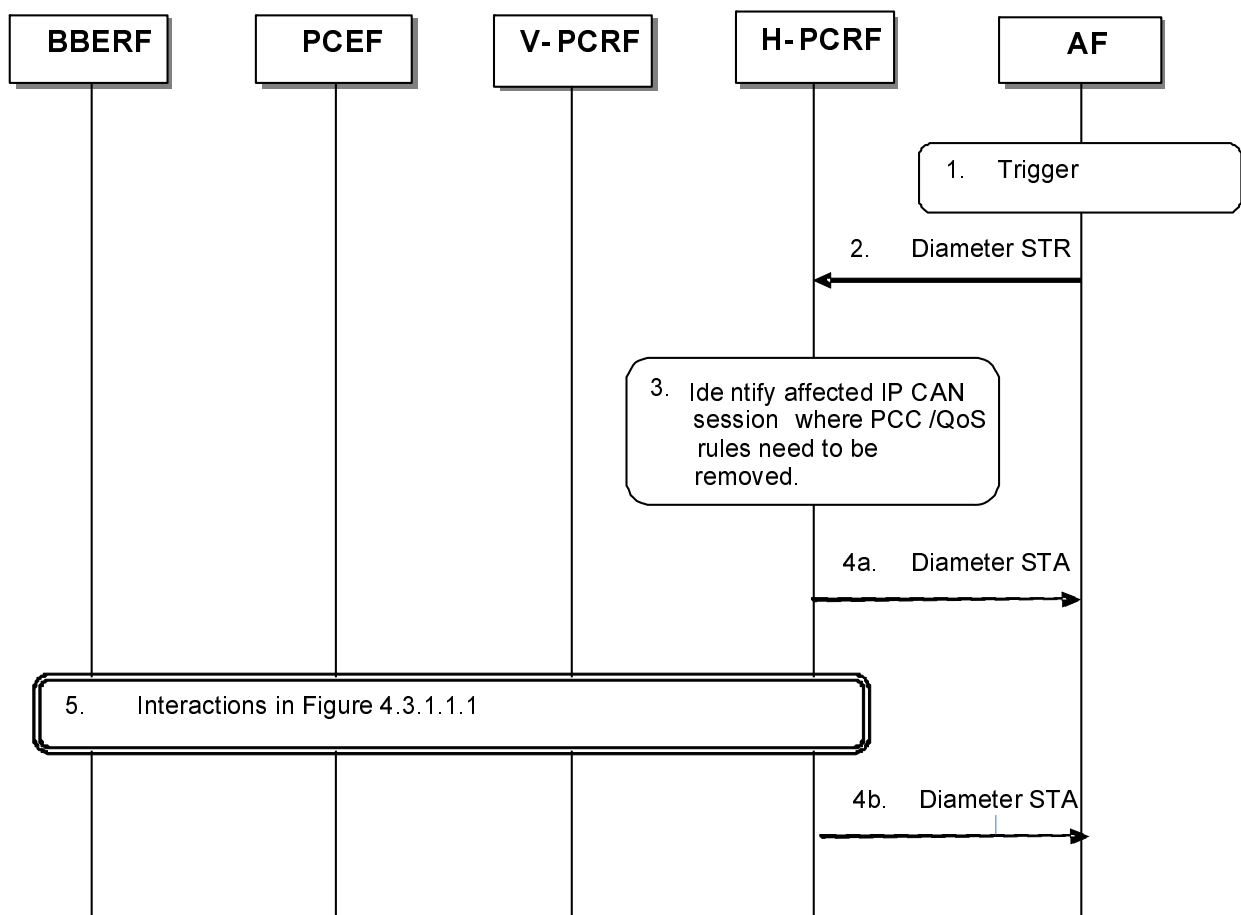 BBERF
PCEF
V-PCRF
H-PCRF
AF
1. Trigger
2. Diameter STR
3. Ide ntify affected IP CAN
session where PCC /QoS
rules need to be
removed.
4a. Diameter STA
5. Interactions in Figure 4.3.1.1.1
4b. Diameter STA